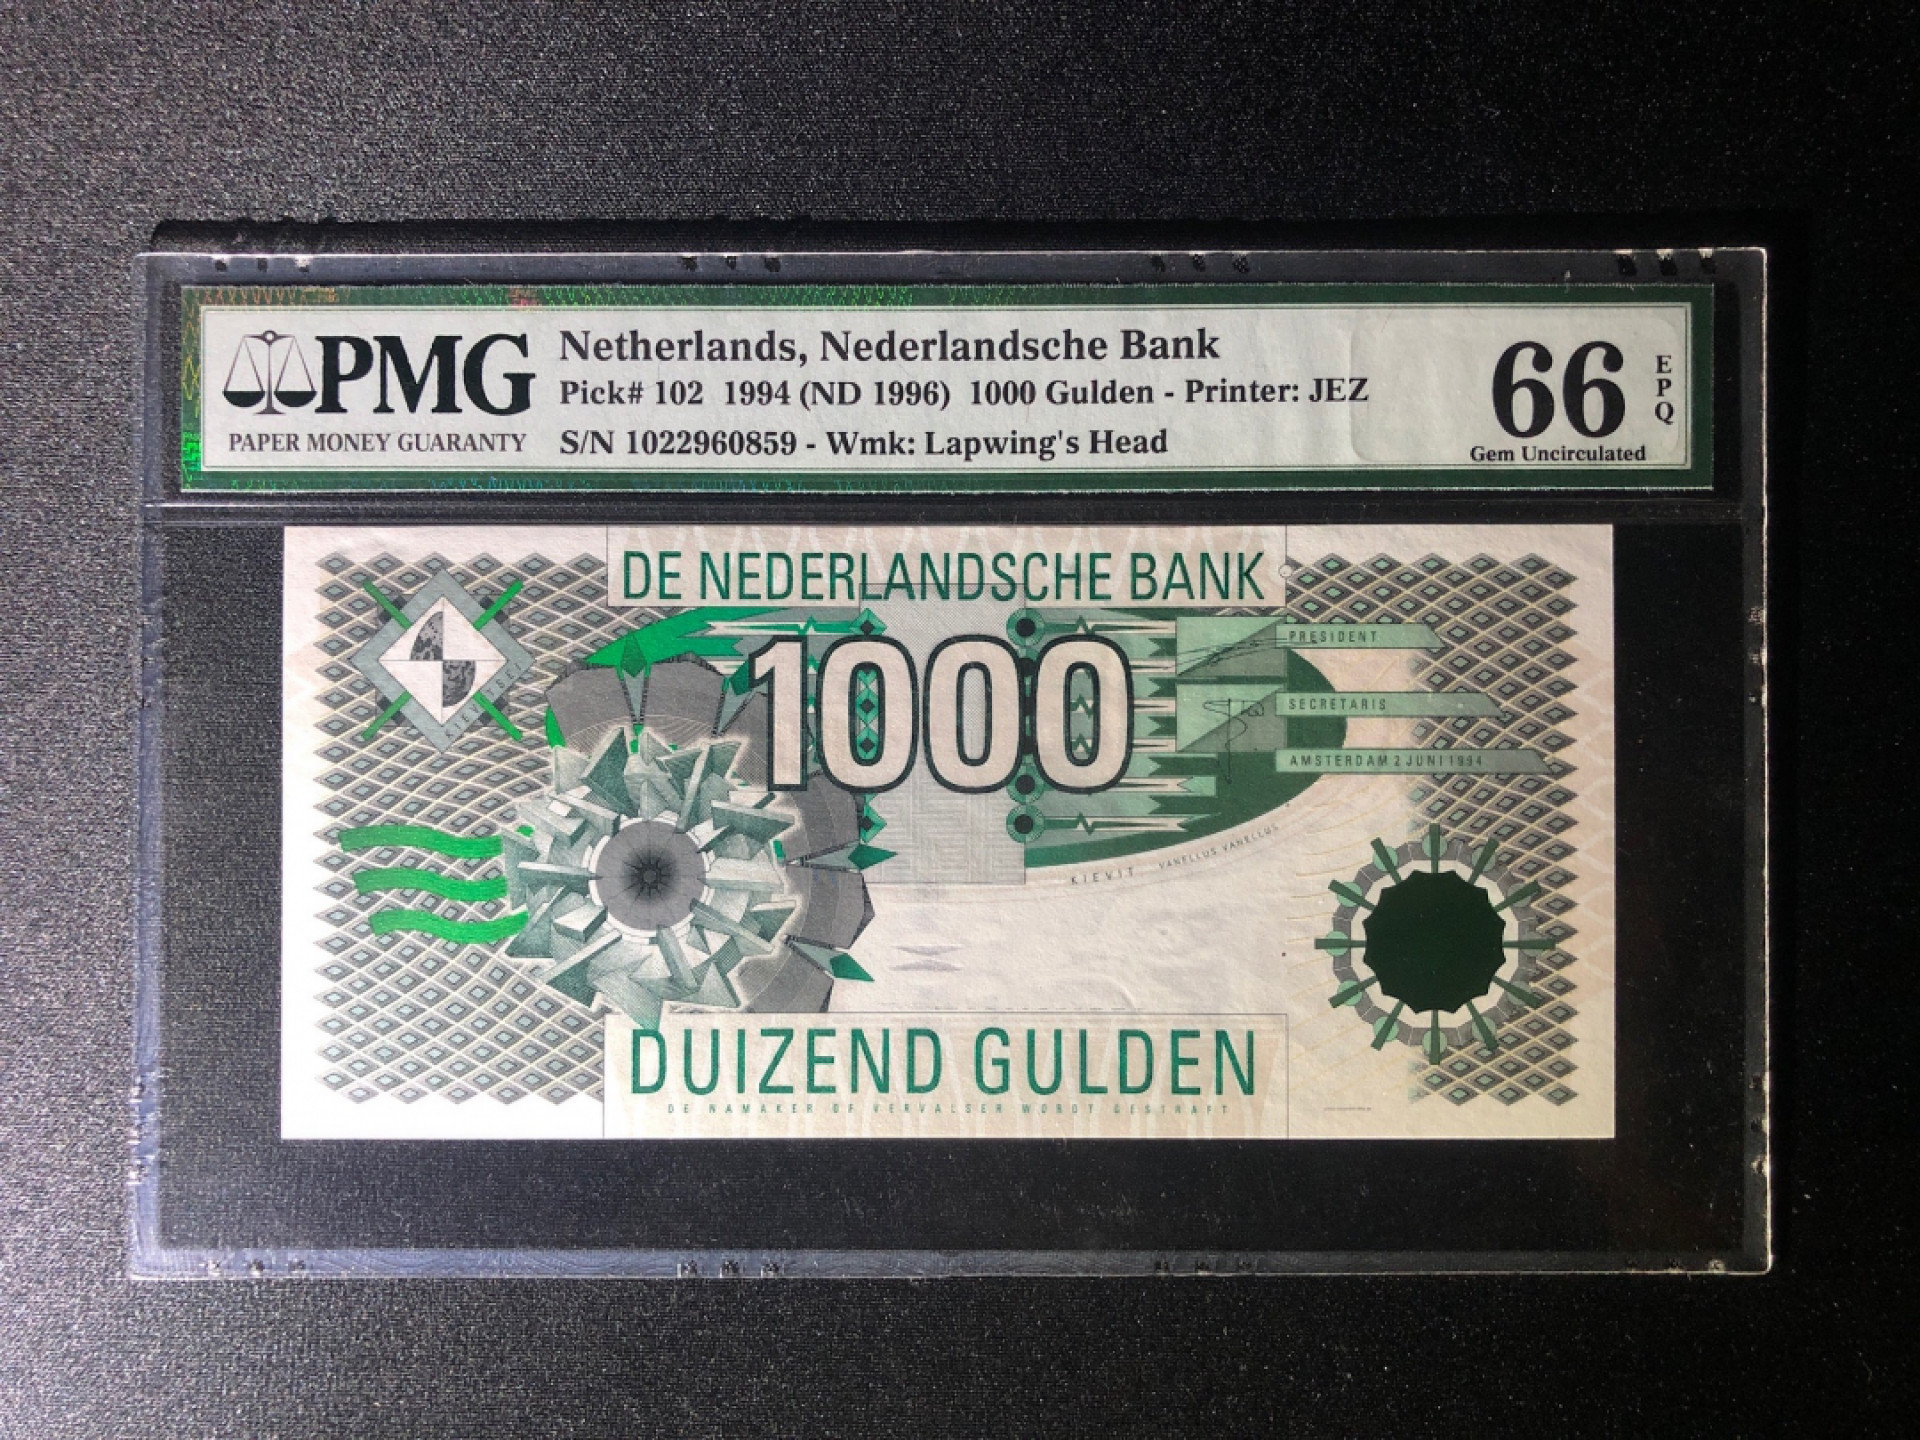 PMG
PAPER MONEY GUARANTY
Netherlands, Nederlandsche Bank
Pick# 102 1994 (ND 1996) 1000 Gulden - Printer: JEZ
S/N 1022960859 - Wmk: Lapwing's Head
66
EPQ
Gem Uncirculated
DE NEDERLANDSCHE BANK
1000
PRESIDENT
SECRETARIS
AMSTERDAM 2 JUNI 1994
KIEVIT VANELLUS VANELLUS
DUIZEND GULDEN
DE NAMAKER OF VERVALSER WORDT GESTRAFT